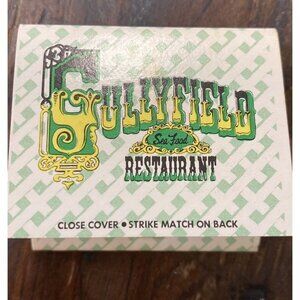 GULLYFIELD
Sea Food
RESTAURANT
CLOSE COVER • STRIKE MATCH ON BACK